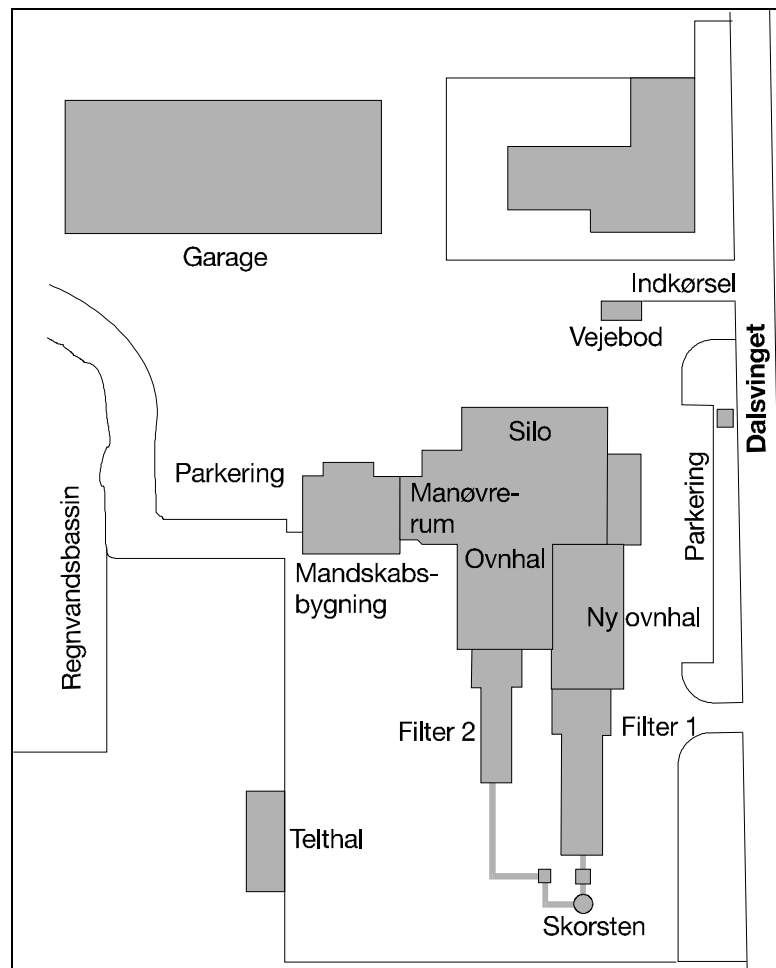 Garage
Indkørsel
Vejebod
Dalsvinget
Silo
Parkering
Manøvre-
rum
Parkering
Ovnhal
Mandskabs-
bygning
Ny ovnhal
Regnvandsbassin
Filter 2
Filter 1
Telthal
Skorsten